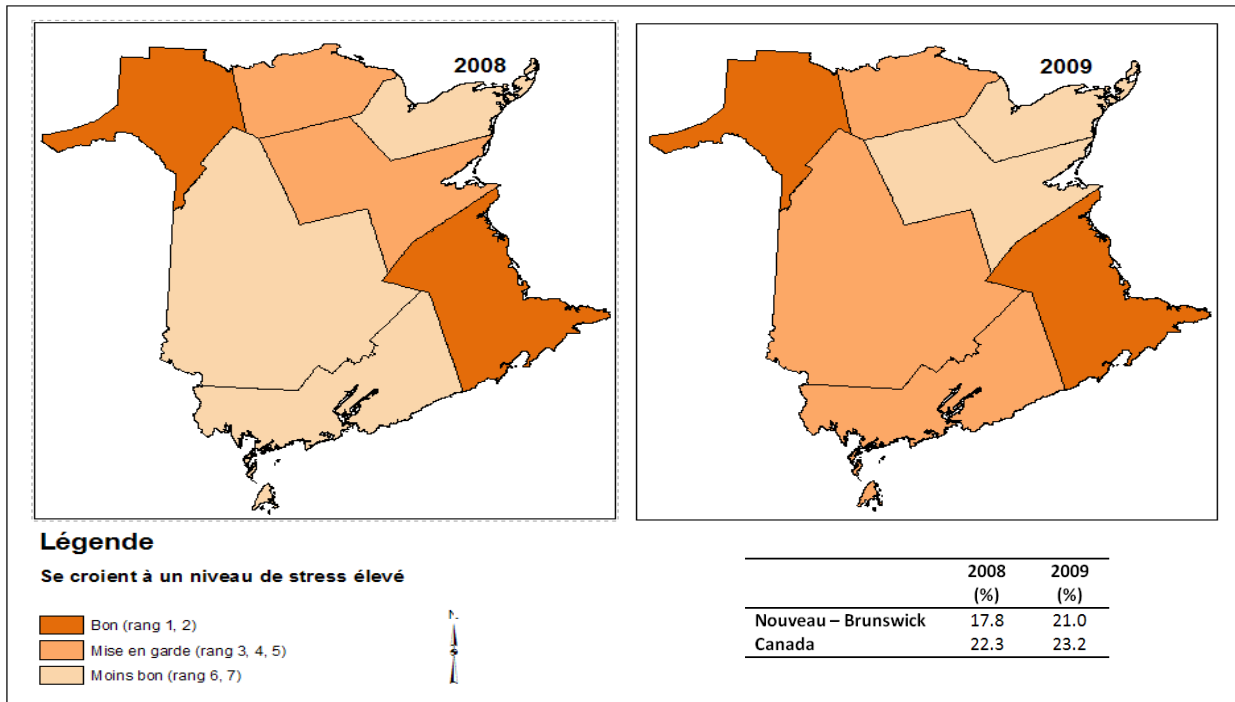 2008
2009
Légende
Se croient à un niveau de stress élevé
Bon (rang 1, 2)
Mise en garde (rang 3, 4, 5)
Moins bon (rang 6, 7)
N
2008 2009
(%) (%)
Nouveau – Brunswick 17.8 21.0
Canada 22.3 23.2